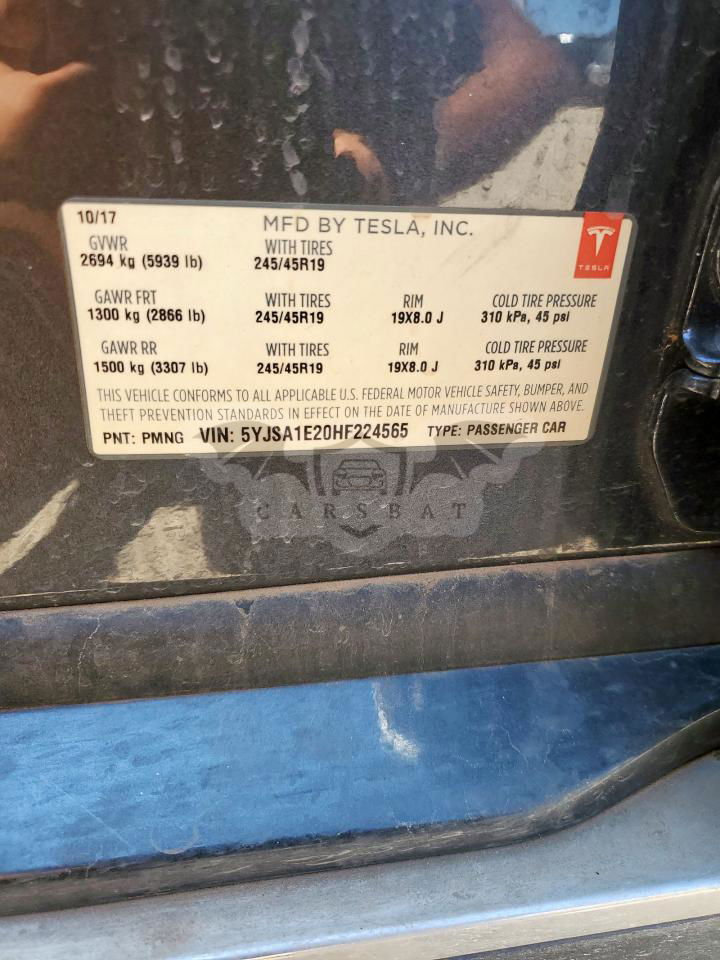 10/17
MFD BY TESLA, INC.
TESLA
GVWR WITH TIRES
2694 kg (5939 lb) 245/45R19
GAWR FRT WITH TIRES RIM COLD TIRE PRESSURE
1300 kg (2866 lb) 245/45R19 19X8.0 J 310 kPa, 45 psi
GAWR RR WITH TIRES RIM COLD TIRE PRESSURE
1500 kg (3307 lb) 245/45R19 19X8.0 J 310 kPa, 45 psi
THIS VEHICLE CONFORMS TO ALL APPLICABLE U.S. FEDERAL MOTOR VEHICLE SAFETY, BUMPER, AND
THEFT PREVENTION STANDARDS IN EFFECT ON THE DATE OF MANUFACTURE SHOWN ABOVE.
PNT: PMNG VIN: 5YJSA1E20HF224565 TYPE: PASSENGER CAR
CARSBAT